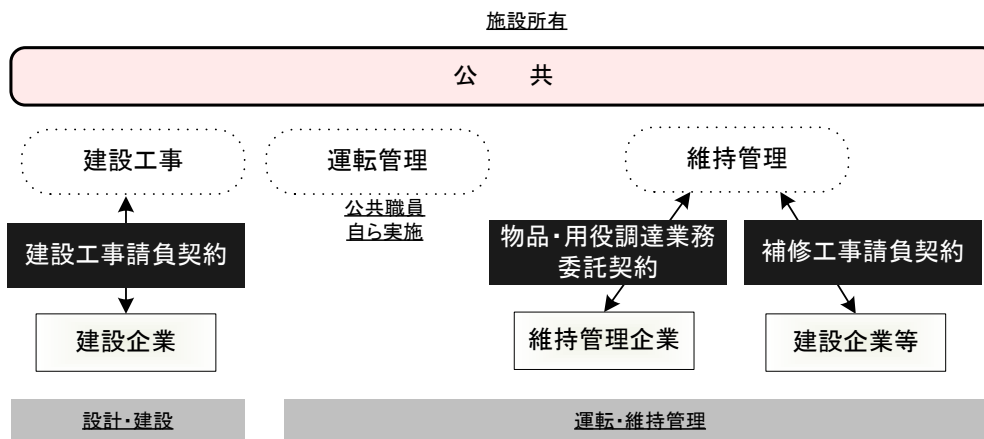 施設所有
公　　共
建設工事
運転管理
維持管理
公共職員
自ら実施
建設工事請負契約
物品・用役調達業務
委託契約
補修工事請負契約
建設企業
維持管理企業
建設企業等
設計・建設
運転・維持管理